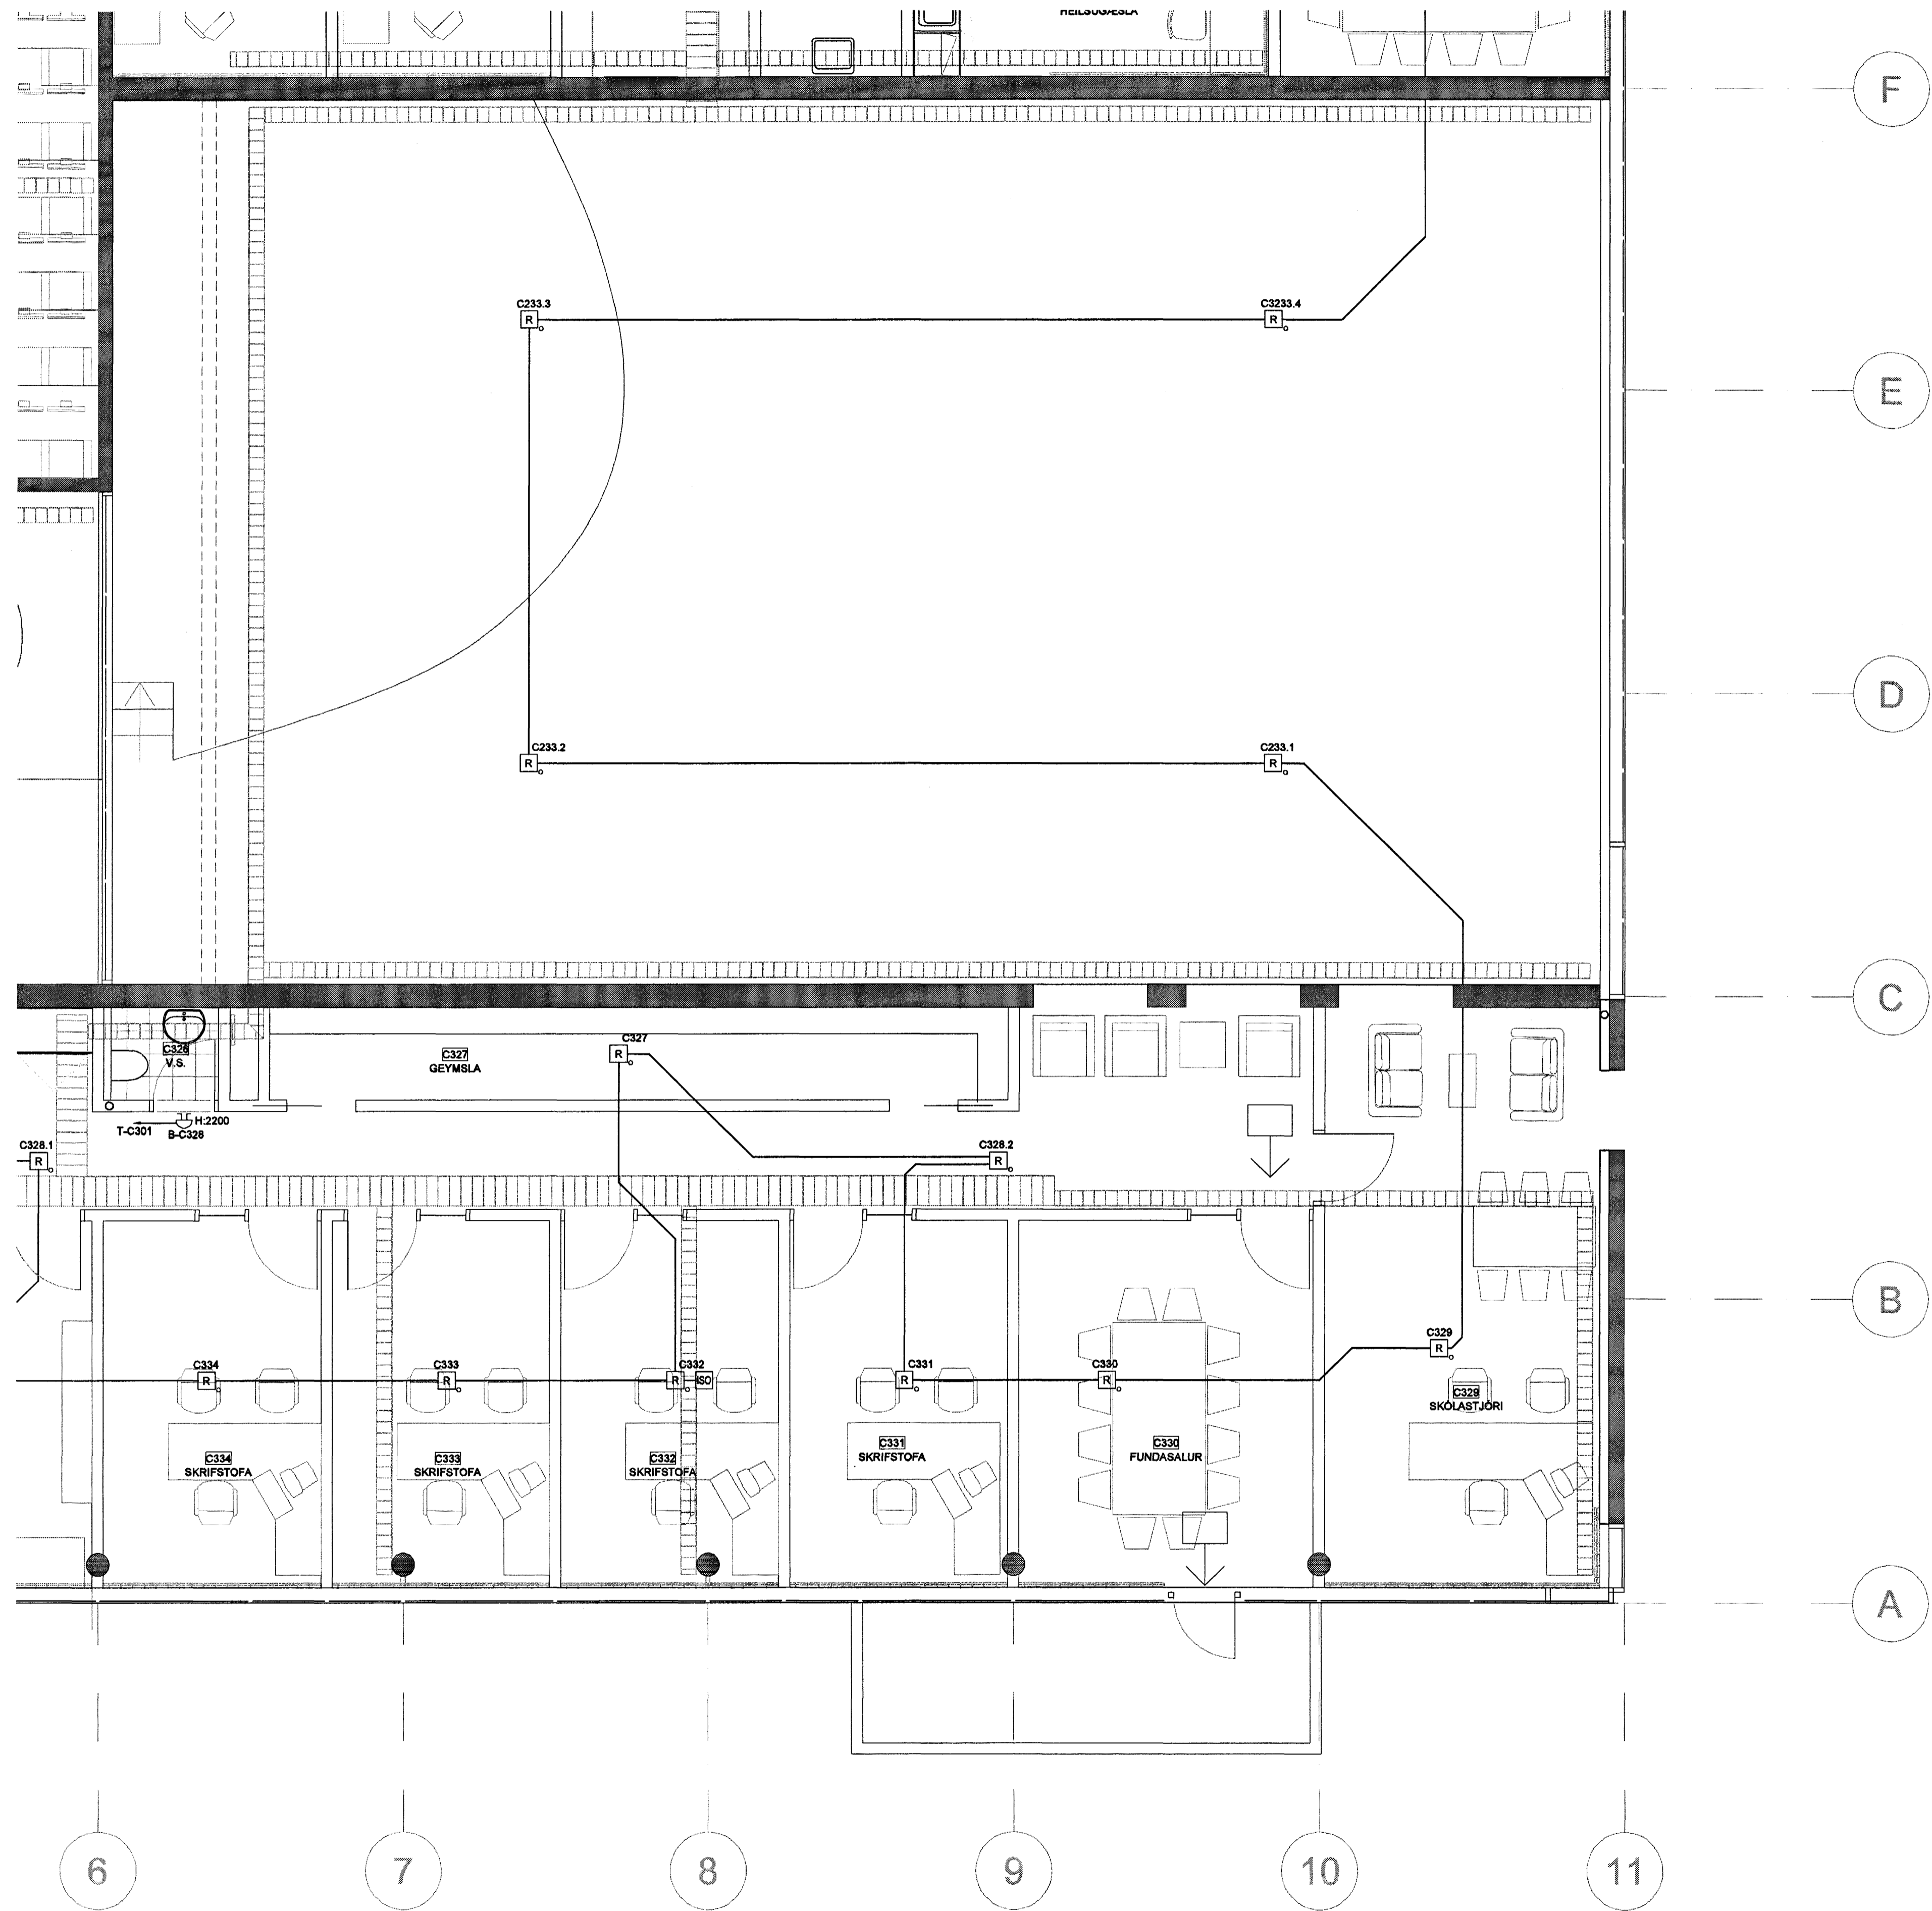 HEILSUGÆSLA
F
C233.3
C3233.4
R
R
E
D
C233.2
C233.1
R
R
C
C326
V.S.
C327
GEYMSLA
C327
R
H:2200
T-C301
B-C328
C328.1
R
C328.2
R
B
C329
R
C334
R
C333
R
C332
R
ISO
C331
R
C330
R
C329
SKÓLASTJÓRI
C334
SKRIFSTOFA
C333
SKRIFSTOFA
C332
SKRIFSTOFA
C331
SKRIFSTOFA
C330
FUNDASALUR
A
6
7
8
9
10
11